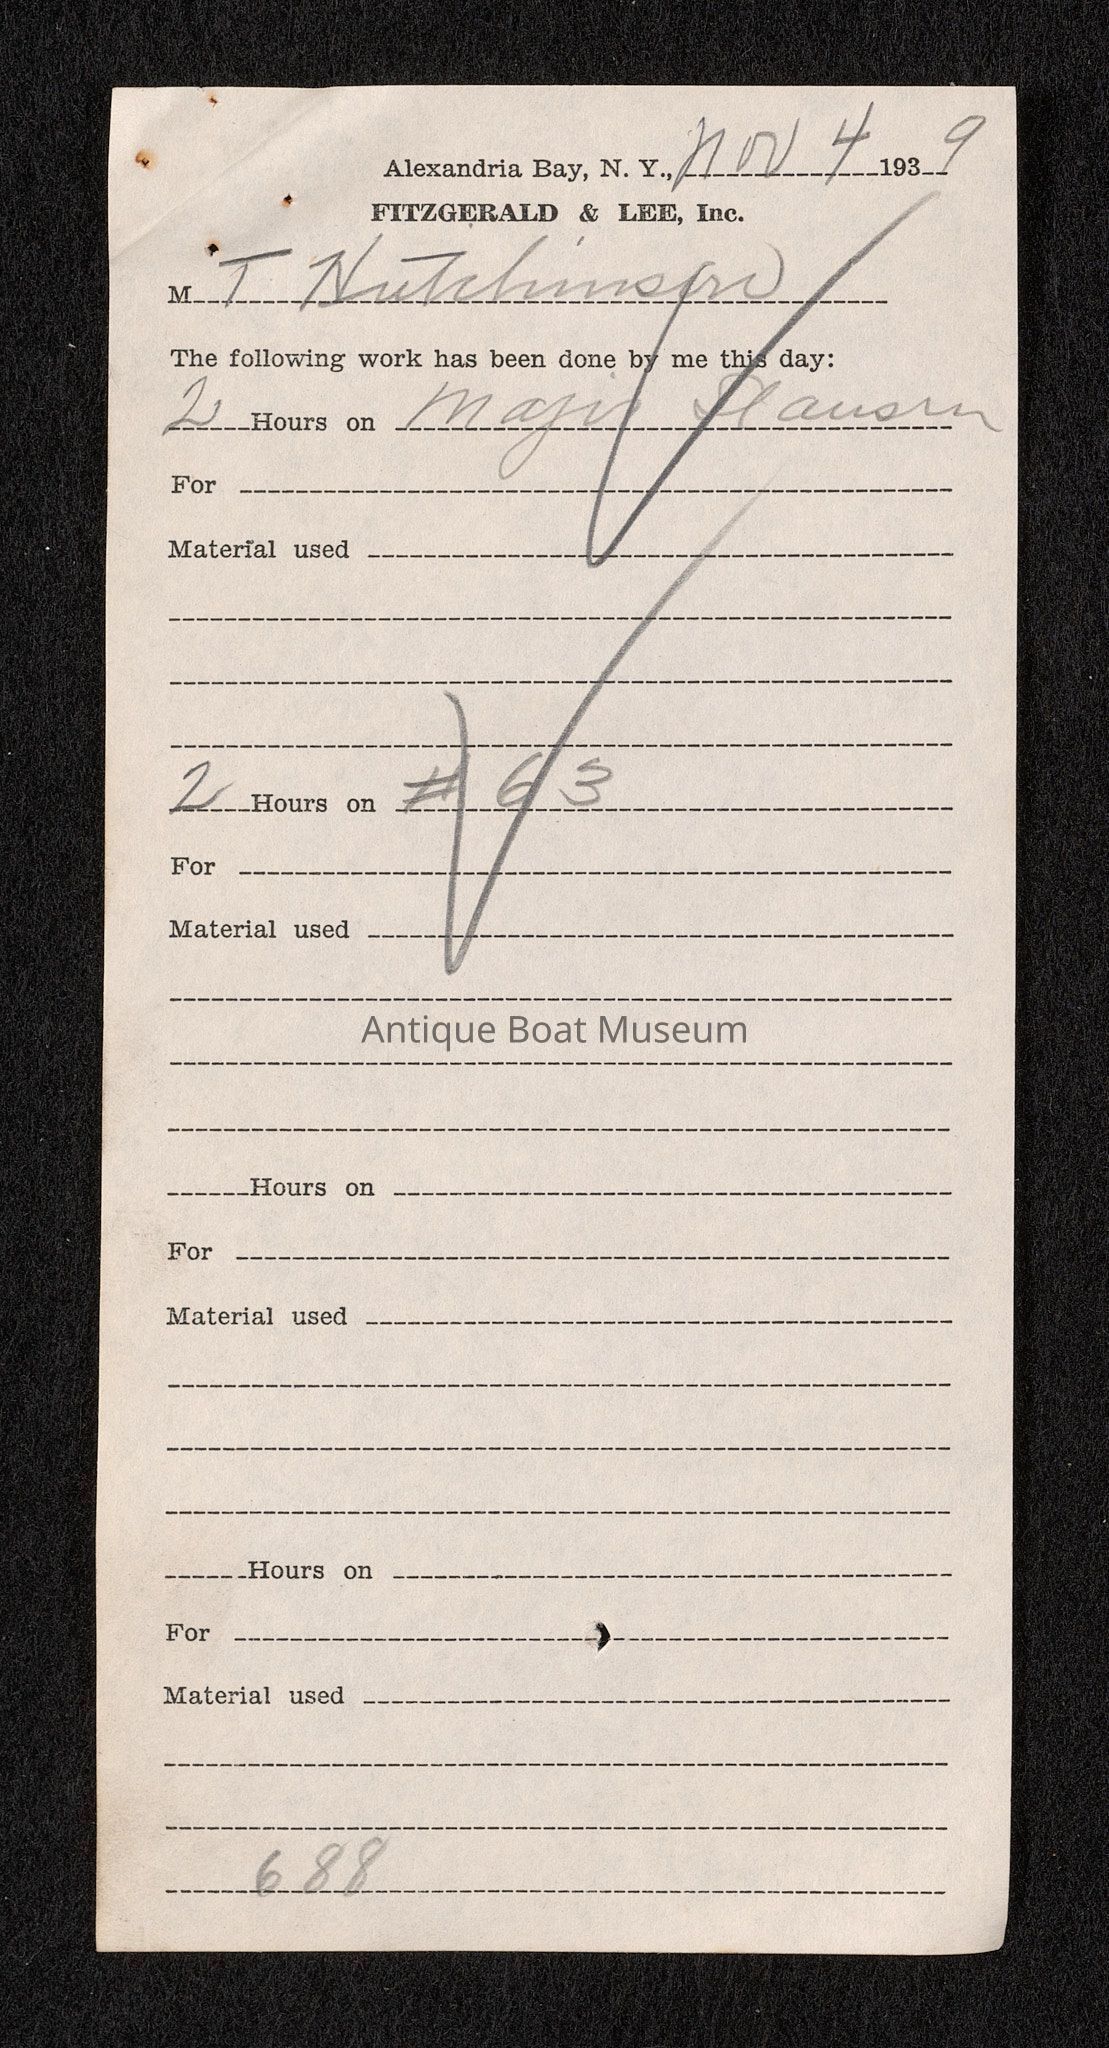 Alexandria Bay, N. Y., Nov 4 1939
FITZGERALD & LEE, Inc.
M T Hutchinson
The following work has been done by me this day:
2 Hours on Majic
For
Material used
2 Hours on # 63
For
Material used
Antique Boat Museum
Hours on
For
Material used
Hours on
For
Material used
688